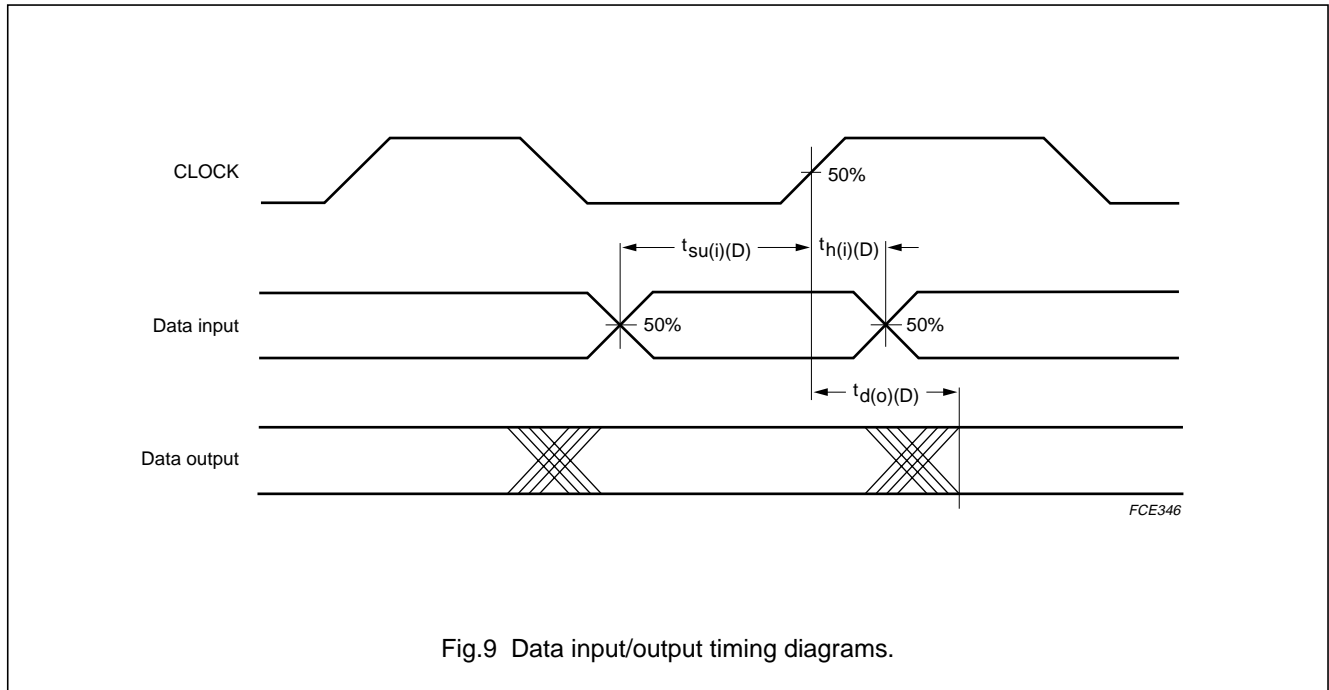 CLOCK
50%
tsu(i)(D)
th(i)(D)
Data input
50%
50%
td(o)(D)
Data output
FCE346
Fig.9 Data input/output timing diagrams.